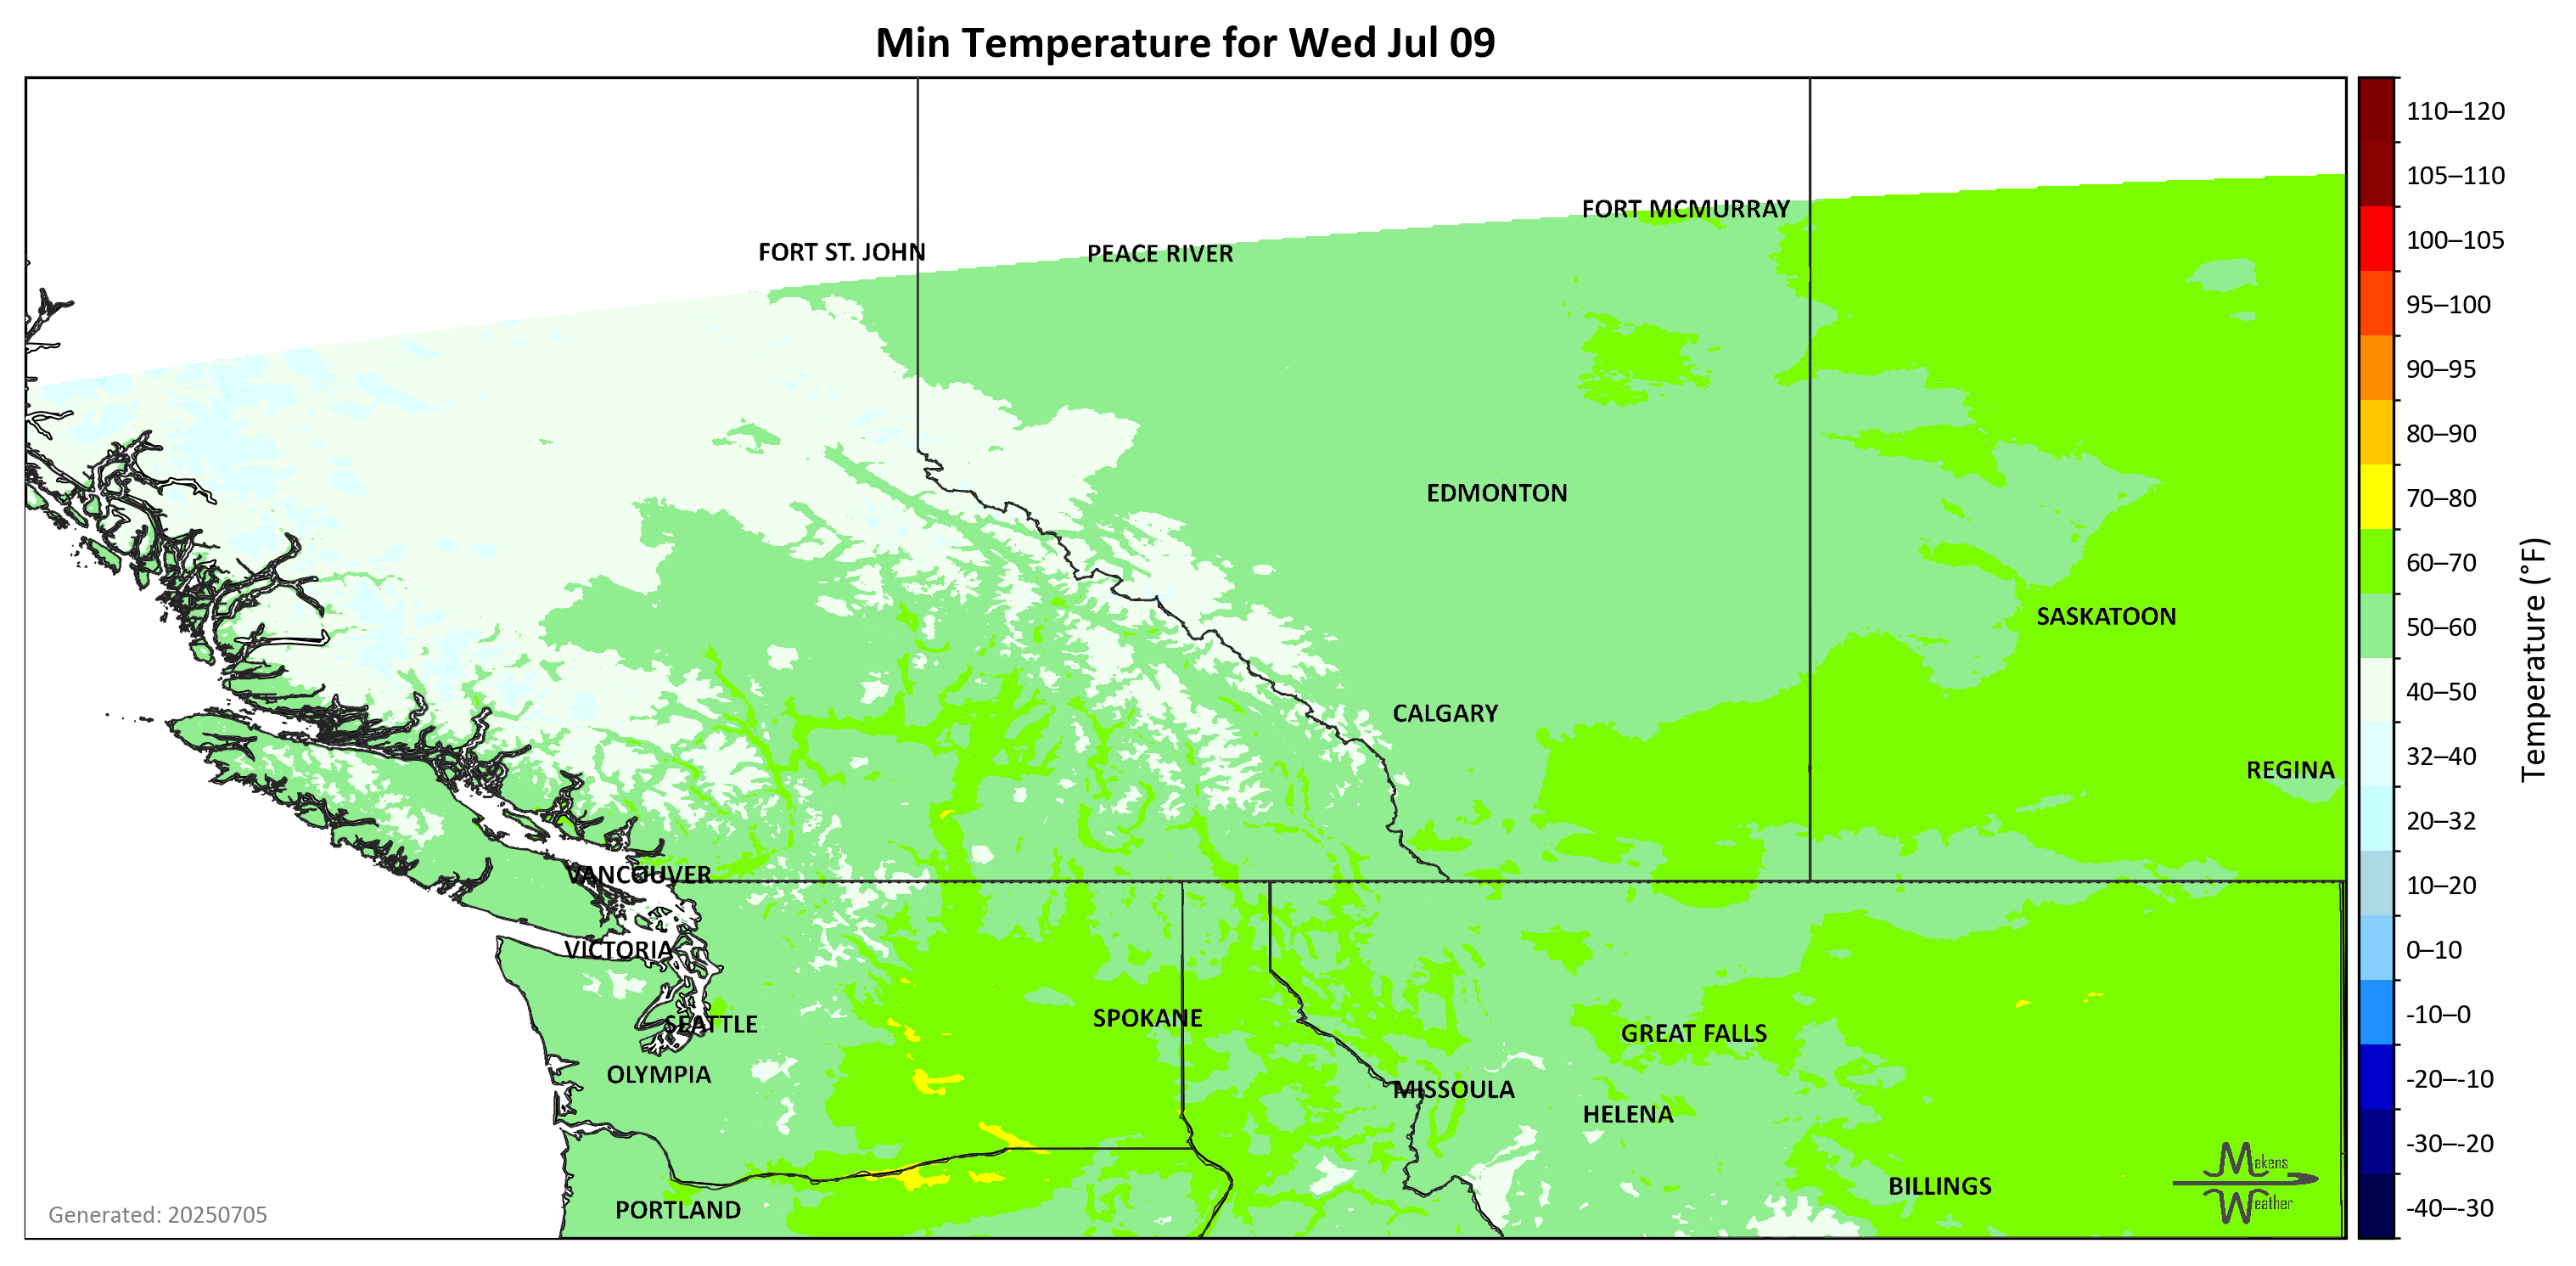 Min Temperature for Wed Jul 09
FORT MCMURRAY
FORT ST. JOHN
PEACE RIVER
EDMONTON
SASKATOON
CALGARY
REGINA
VANCOUVER
VICTORIA
SEATTLE
SPOKANE
GREAT FALLS
OLYMPIA
MISSOULA
HELENA
BILLINGS
PORTLAND
Generated: 20250705
Makens
Weather
110–120
105–110
100–105
95–100
90–95
80–90
70–80
60–70
50–60
40–50
32–40
20–32
10–20
0–10
-10–0
-20–-10
-30–-20
-40–-30
Temperature (°F)